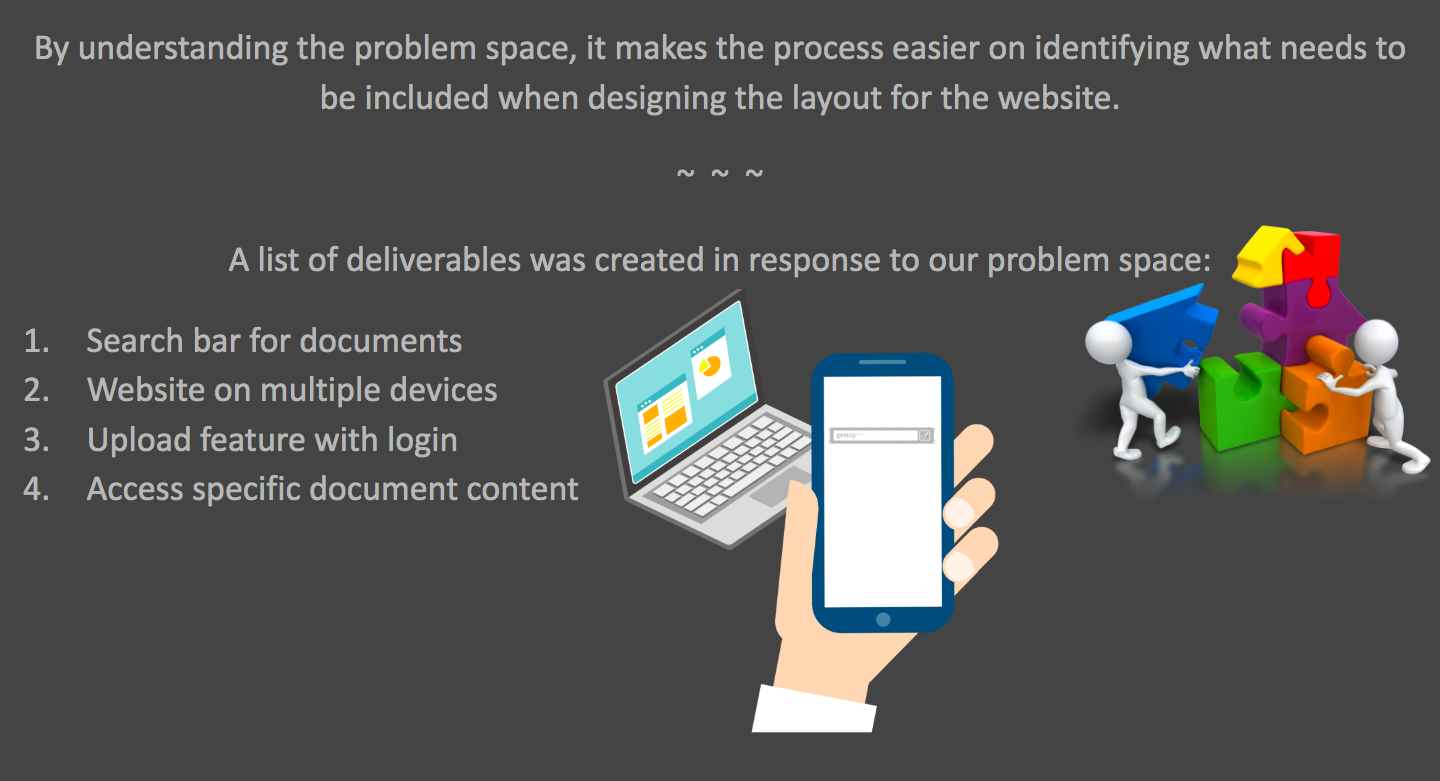 By understanding the problem space, it makes the process easier on identifying what needs to
be included when designing the layout for the website.
~ ~ ~
A list of deliverables was created in response to our problem space:
1. Search bar for documents
2. Website on multiple devices
3. Upload feature with login
4. Access specific document content